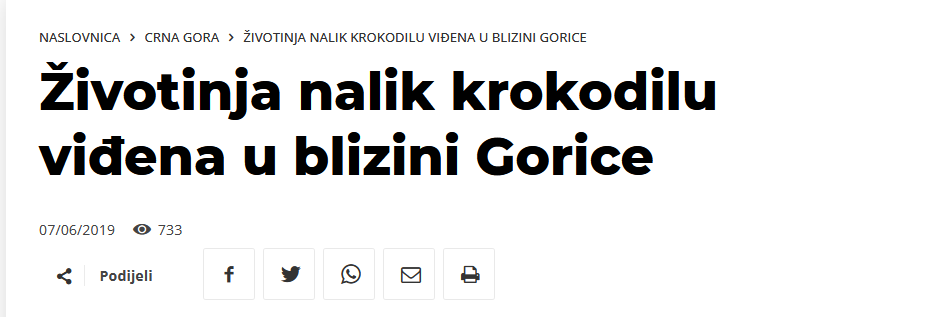 NASLOVNICA > CRNA GORA > ŽIVOTINJA NALIK KROKODILU VIĐENA U BLIZINI GORICE
Životinja nalik krokodilu
viđena u blizini Gorice
07/06/2019 733
Podijeli